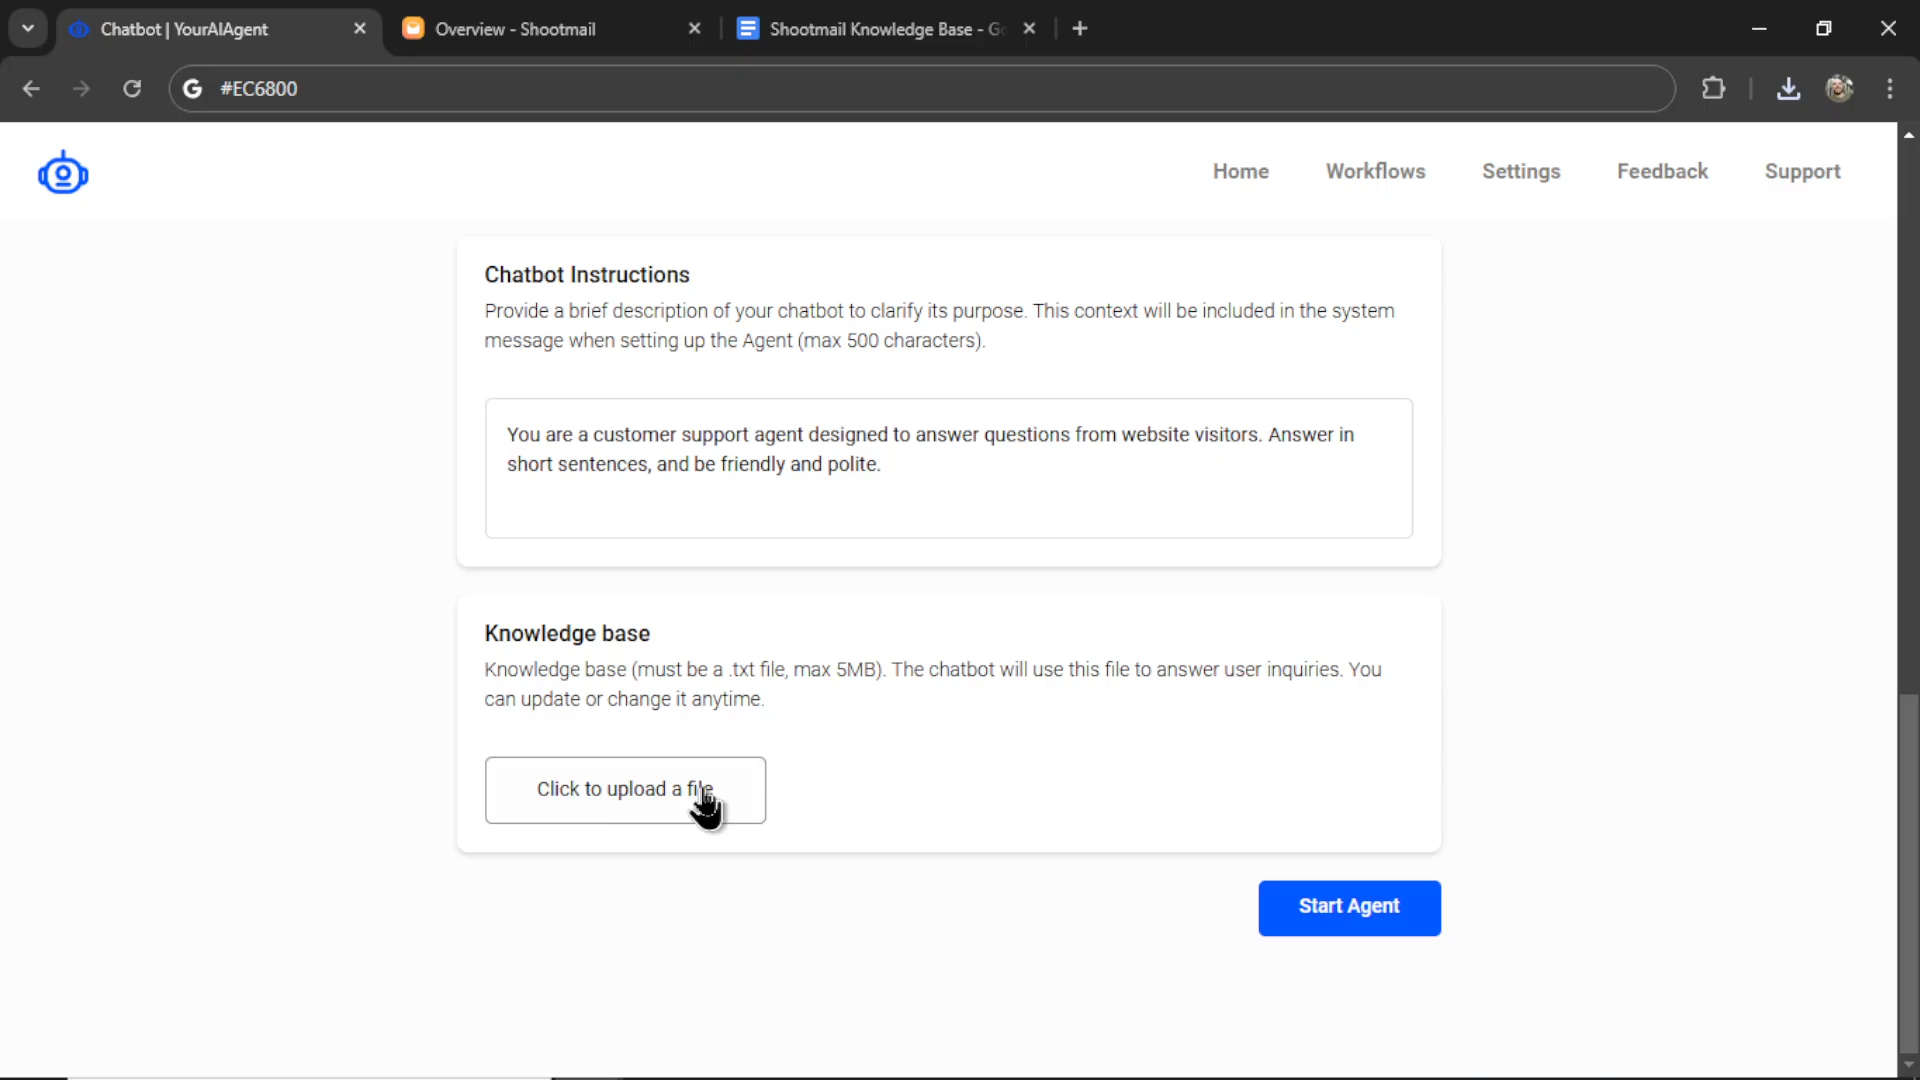 Chatbot | YourAIAgent
Overview - Shootmail
Shootmail Knowledge Base - Go
#EC6800
Home
Workflows
Settings
Feedback
Support
Chatbot Instructions
Provide a brief description of your chatbot to clarify its purpose. This context will be included in the system
message when setting up the Agent (max 500 characters).
You are a customer support agent designed to answer questions from website visitors. Answer in
short sentences, and be friendly and polite.
Knowledge base
Knowledge base (must be a .txt file, max 5MB). The chatbot will use this file to answer user inquiries. You
can update or change it anytime.
Click to upload a file
Start Agent